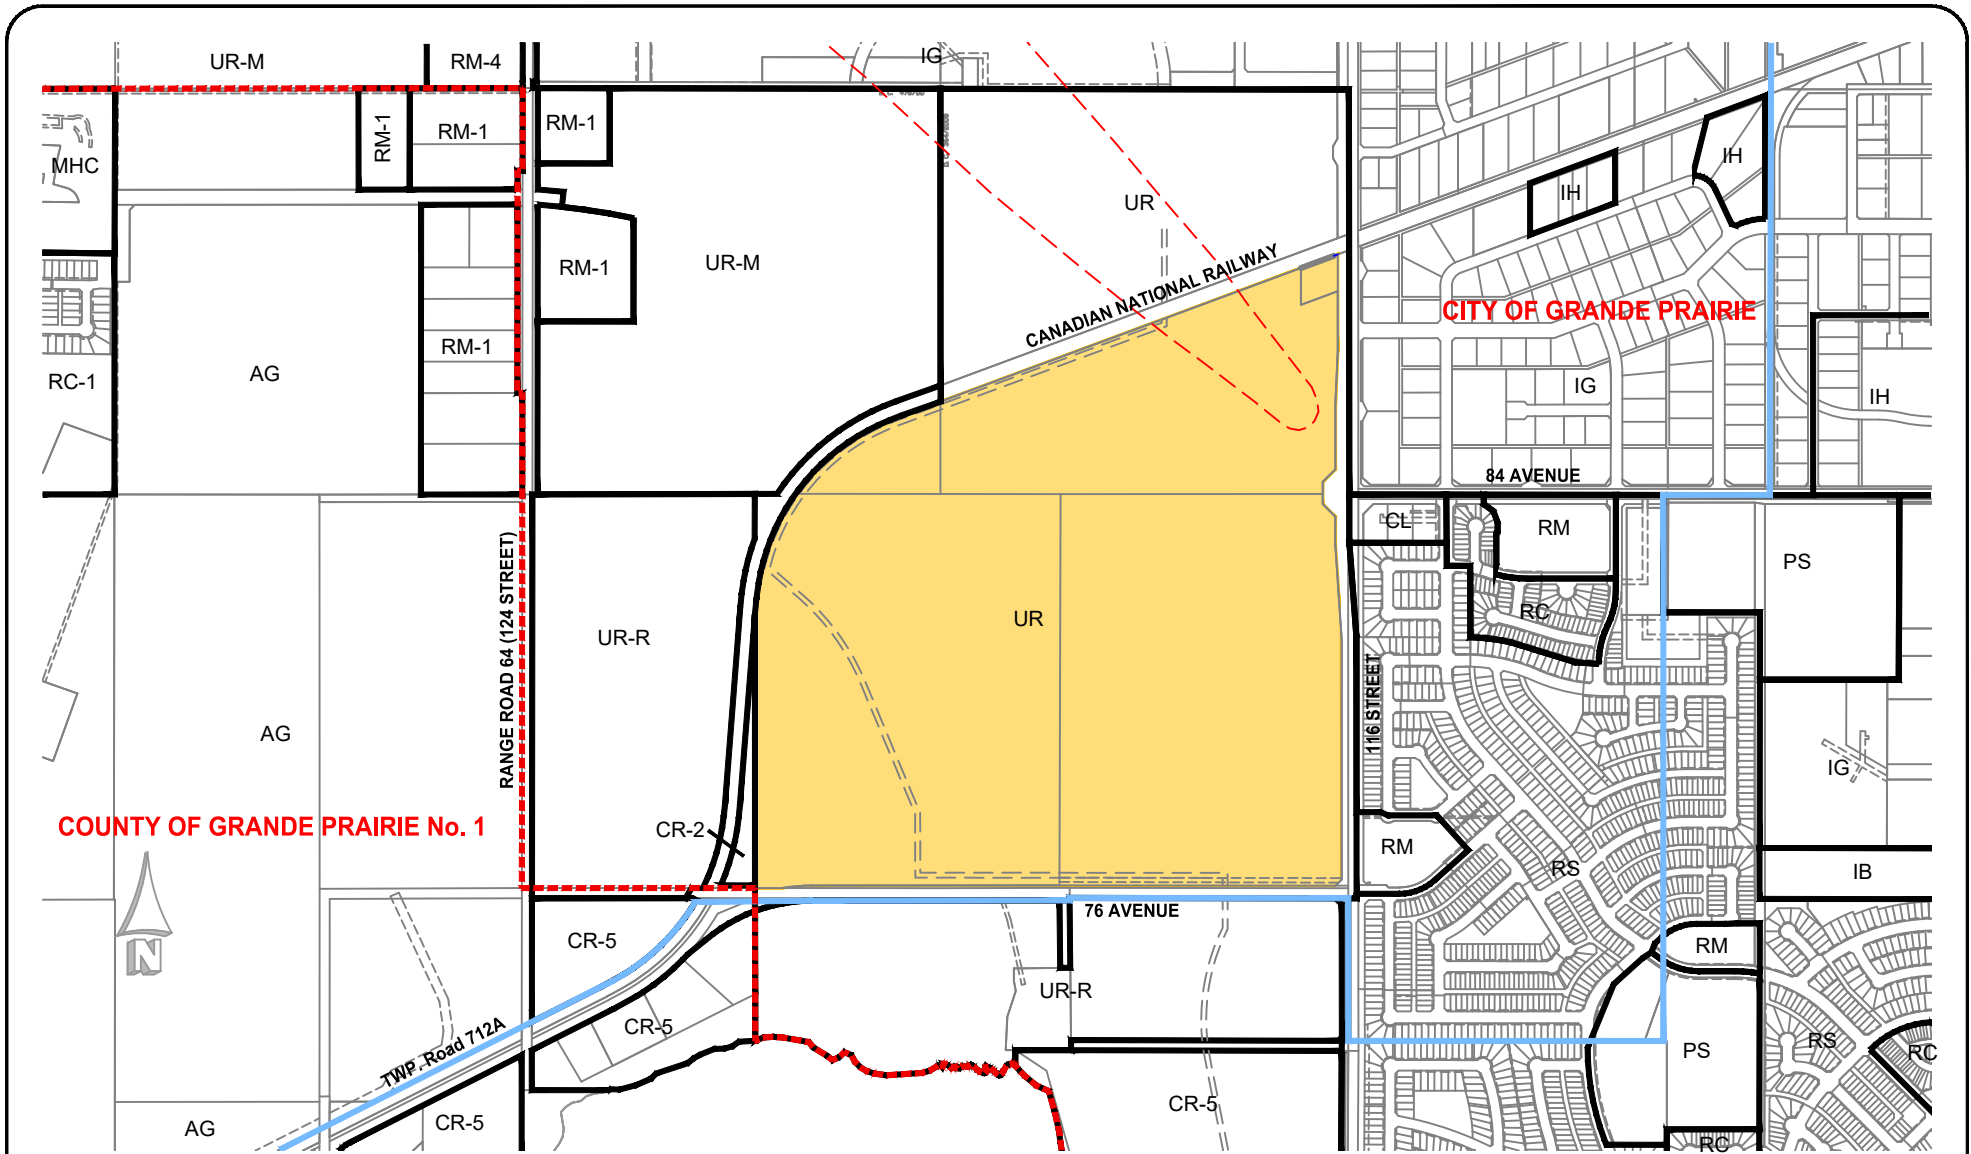 UR-M
RM-4
IG
RM-1
RM-1
RM-1
MHC
IH
IH
UR
UR-M
RM-1
CANADIAN NATIONAL RAILWAY
CITY OF GRANDE PRAIRIE
RM-1
AG
RC-1
IG
IH
84 AVENUE
CL
RM
PS
RANGE ROAD 64 (124 STREET)
UR-R
UR
RC
116 STREET
AG
IG
COUNTY OF GRANDE PRAIRIE No. 1
CR-2
RM
RS
IB
76 AVENUE
CR-5
RM
UR-R
CR-5
TWP. Road 712A
PS
RS
RC
CR-5
CR-5
AG
RC
N